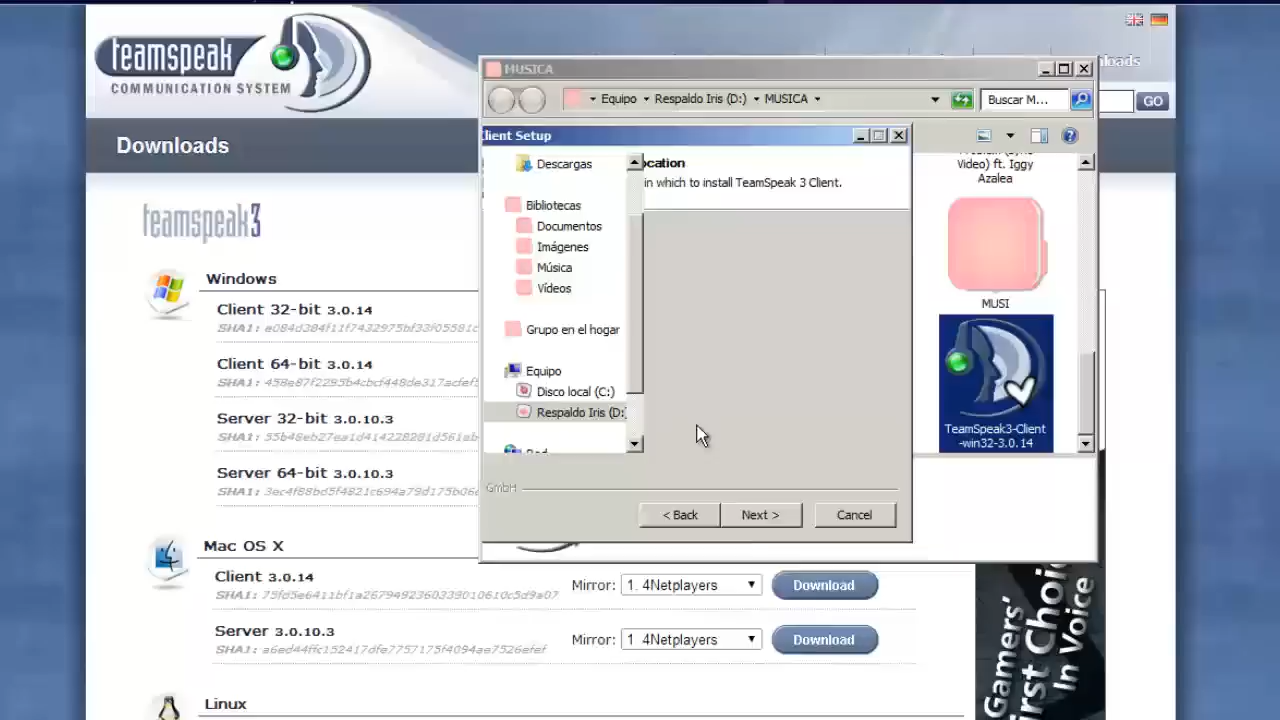 teamspeak
COMMUNICATION SYSTEM
GO
Downloads
teamspeak3
Windows
Client 32-bit 3.0.14
Client 64-bit 3.0.14
Server 32-bit 3.0.10.3
Server 64-bit 3.0.10.3
Mac OS X
Client 3.0.14
SHA1: 75fd5e6411bf1a2679492360339010610c5d9a07
Mirror: 1. 4Netplayers
Download
Server 3.0.10.3
SHA1: a6ed44ffc152417dfe7757175f4094ae7526efef
Mirror: 1 4Netplayers
Download
Linux
MUSICA
Equipo
Respaldo Iris (D:)
MUSICA
Buscar M...
lient Setup
ocation
in which to install TeamSpeak 3 Client.
Descargas
Bibliotecas
Documentos
Imágenes
Música
Vídeos
Grupo en el hogar
Equipo
Disco local (C:)
Respaldo Iris (D:
GmbH
< Back
Next >
Cancel
Video) ft. Iggy
Azalea
MUSI
TeamSpeak3-Client
-win32-3.0.14
Gamers'
irst Choic
In Voice